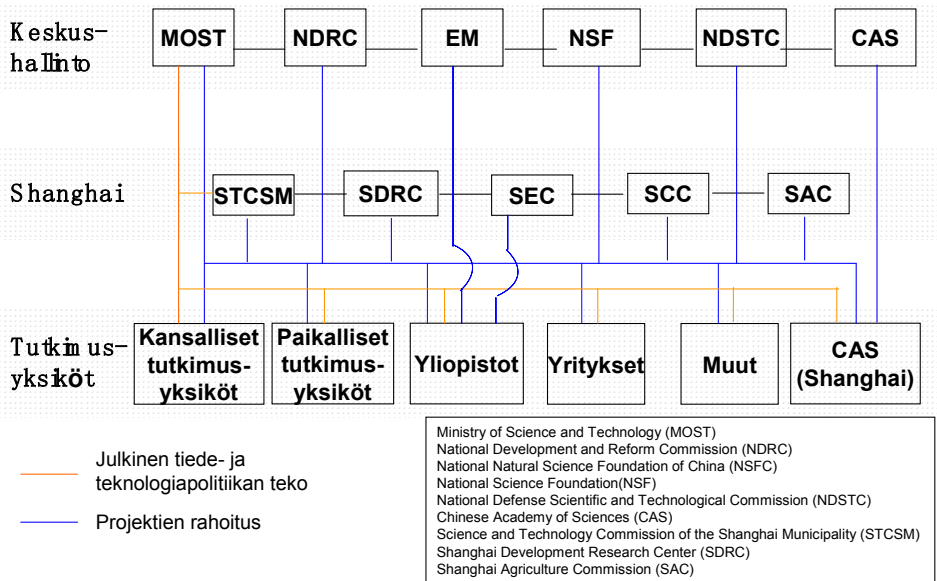 Keskus-
hallinto
MOST
NDRC
EM
NSF
NDSTC
CAS
Shanghai
STCSM
SDRC
SEC
SCC
SAC
Tutkimus-
yksiköt
Kansalliset
tutkimus-
yksiköt
Paikalliset
tutkimus-
yksiköt
Yliopistot
Yritykset
Muut
CAS
(Shanghai)
Julkinen tiede- ja
teknologiapolitiikan teko
Projektien rahoitus
Ministry of Science and Technology (MOST)
National Development and Reform Commission (NDRC)
National Natural Science Foundation of China (NSFC)
National Science Foundation(NSF)
National Defense Scientific and Technological Commission (NDSTC)
Chinese Academy of Sciences (CAS)
Science and Technology Commission of the Shanghai Municipality (STCSM)
Shanghai Development Research Center (SDRC)
Shanghai Agriculture Commission (SAC)